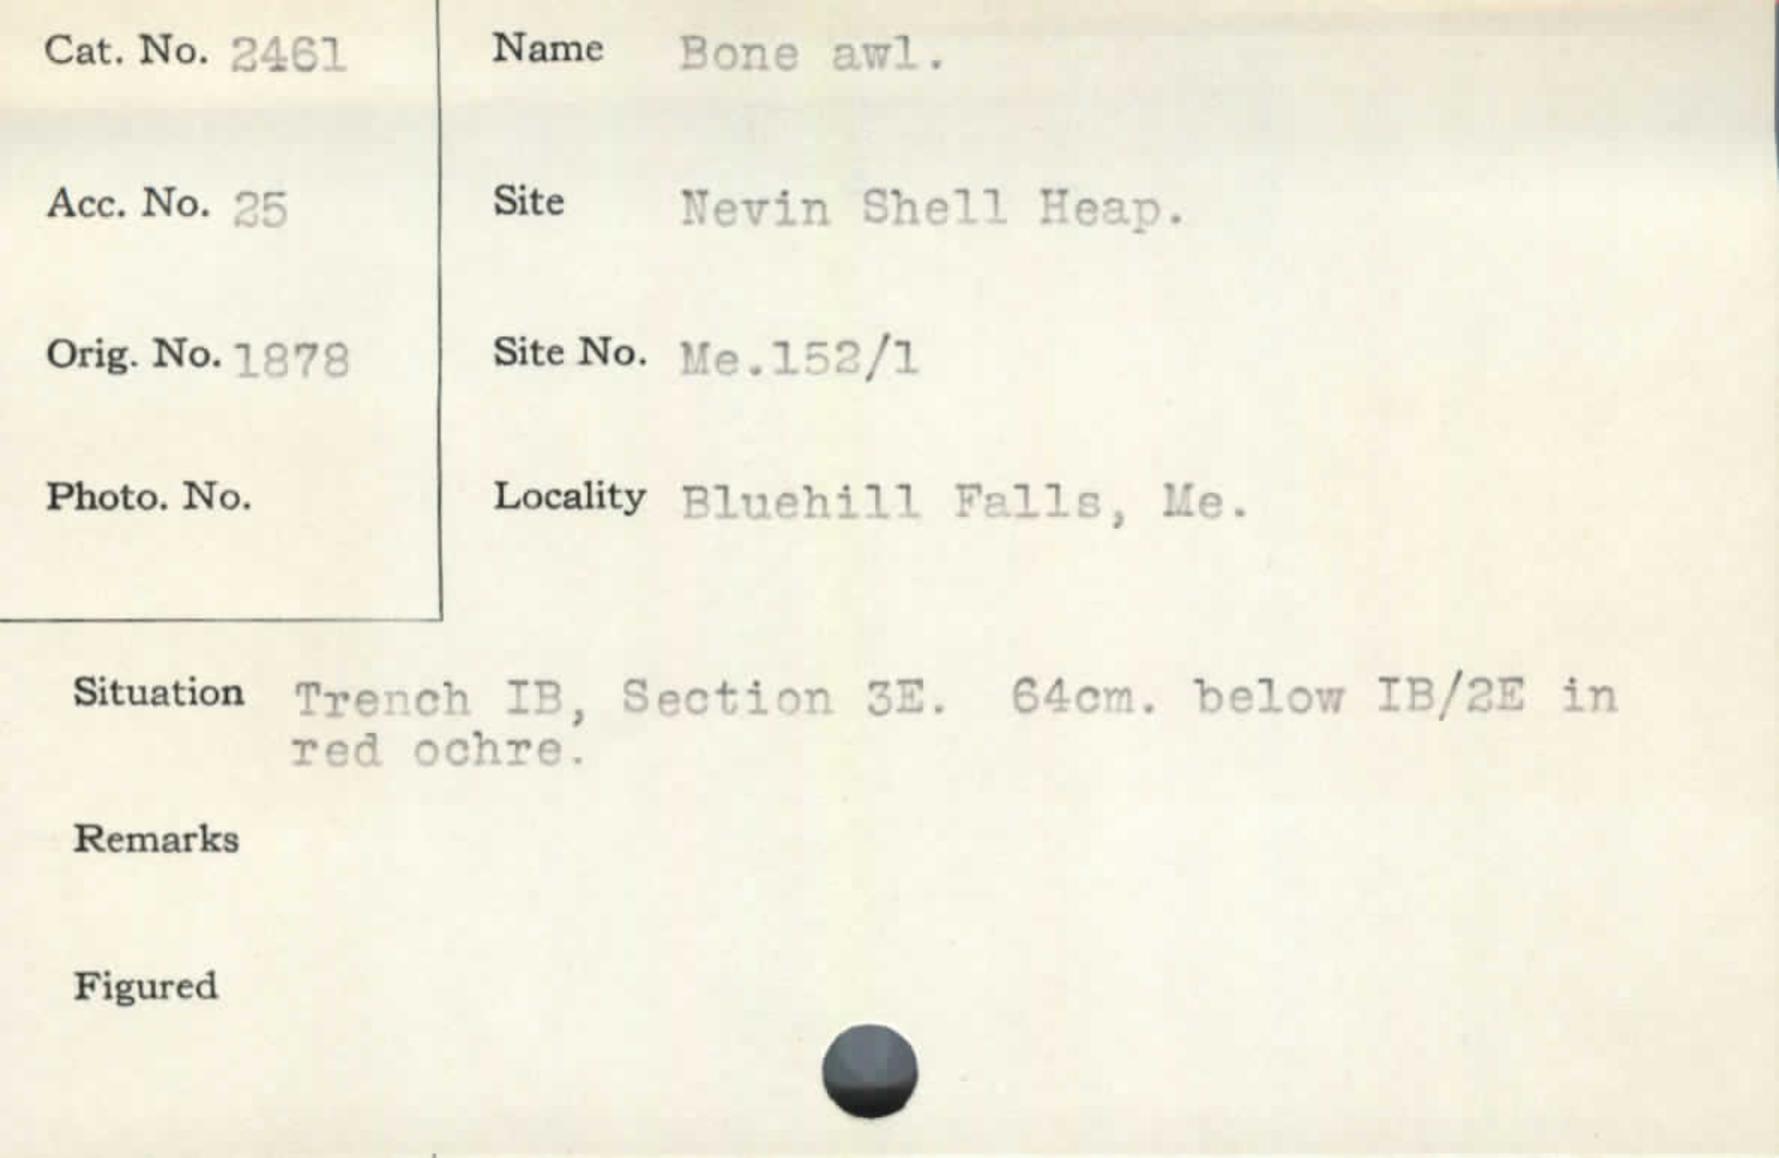 Cat. No. 2461
Name Bone awl.
Acc. No. 25
Site Nevin Shell Heap.
Orig. No. 1878
Site No. Me.152/1
Photo. No.
Locality Bluehill Falls, Me.
Situation Trench IB, Section 3E. 64cm. below IB/2E in
red ochre.
Remarks
Figured